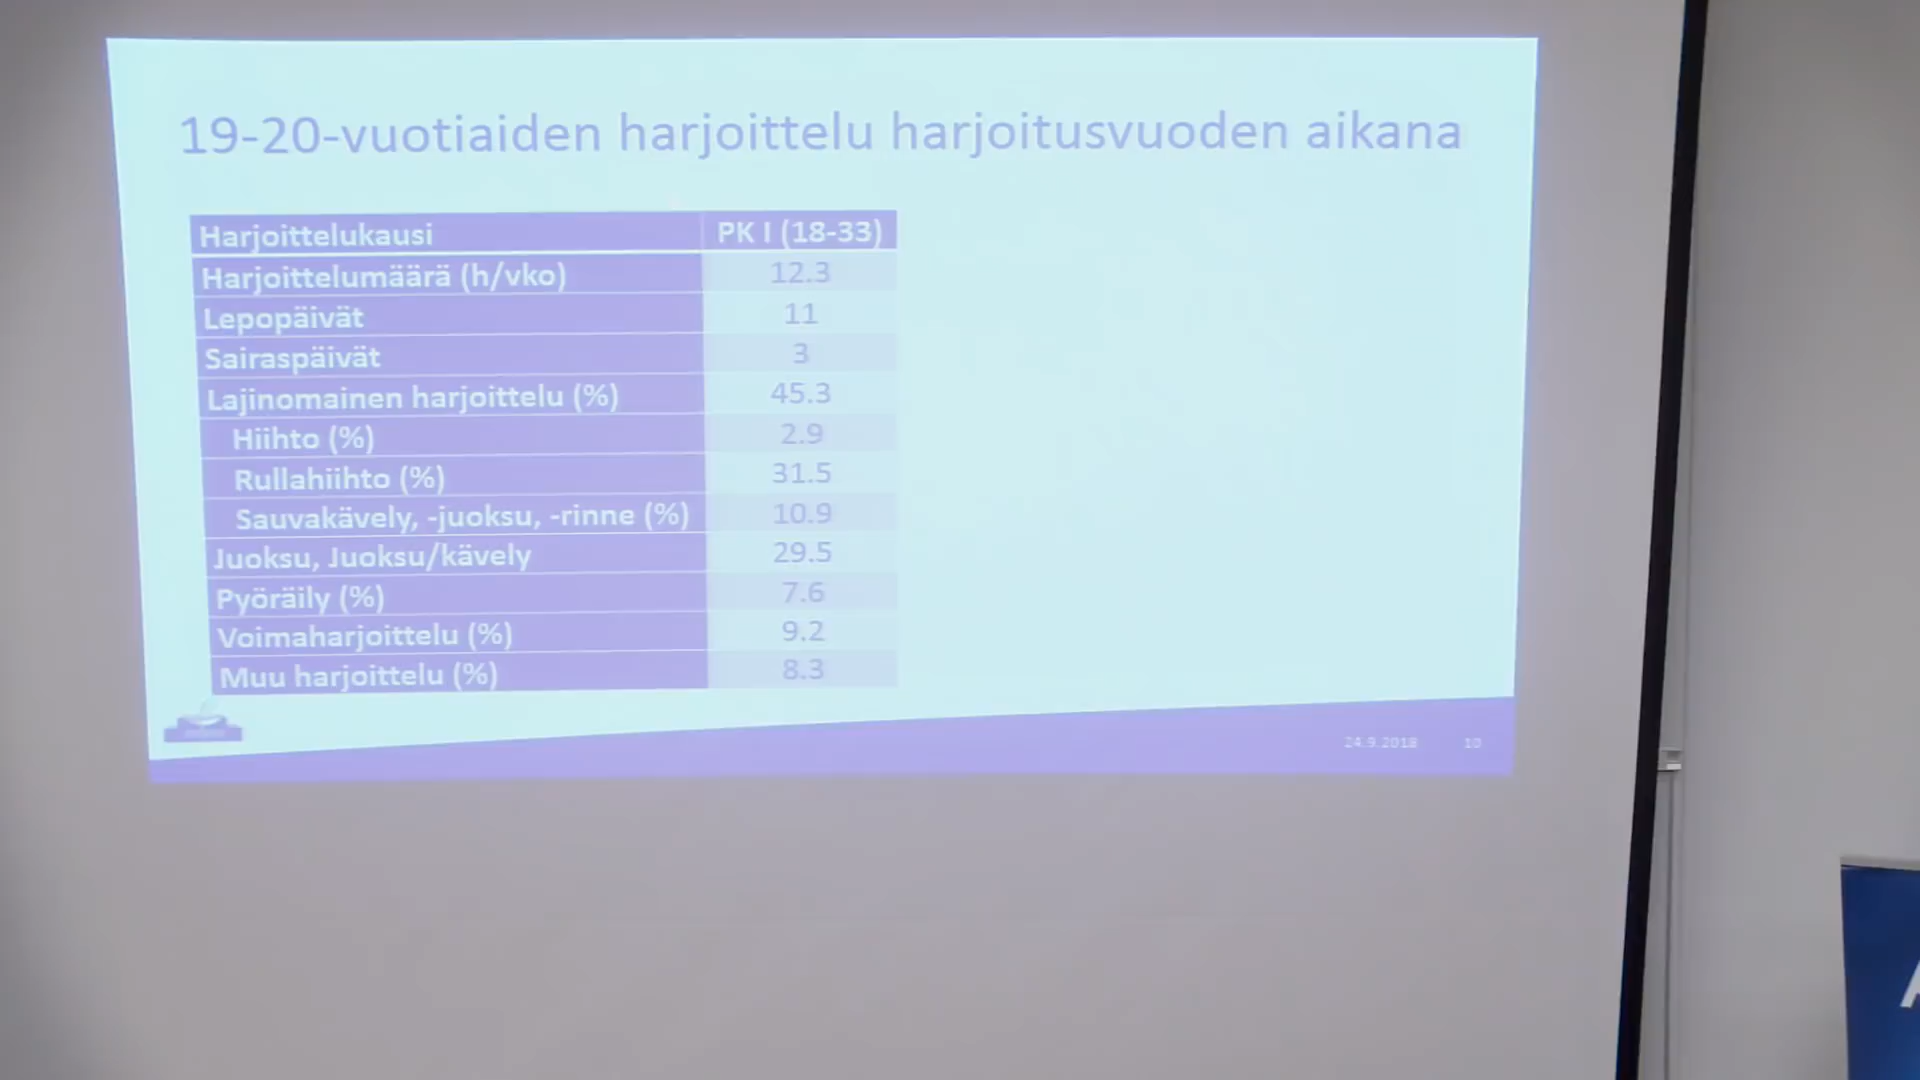 19-20-vuotiaiden harjoittelu harjoitusvuoden aikana
Harjoittelukausi PK I (18-33)
Harjoittelumäärä (h/vko) 12.3
Lepopäivät 11
Sairaspäivät 3
Lajinomainen harjoittelu (%) 45.3
Hiihto (%) 2.9
Rullahiihto (%) 31.5
Sauvakävely, -juoksu, -rinne (%) 10.9
Juoksu, Juoksu/kävely 29.5
Pyöräily (%) 7.6
Voimaharjoittelu (%) 9.2
Muu harjoittelu (%) 8.3
24.9.2018 10